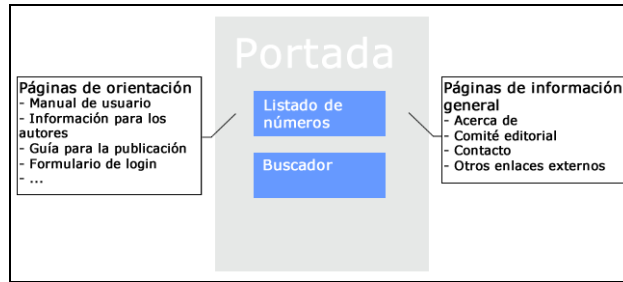 Portada
Páginas de orientación
- Manual de usuario
- Información para los
autores
- Guía para la publicación
- Formulario de login
- ...
Listado de
números
Buscador
Páginas de información
general
- Acerca de
- Comité editorial
- Contacto
- Otros enlaces externos